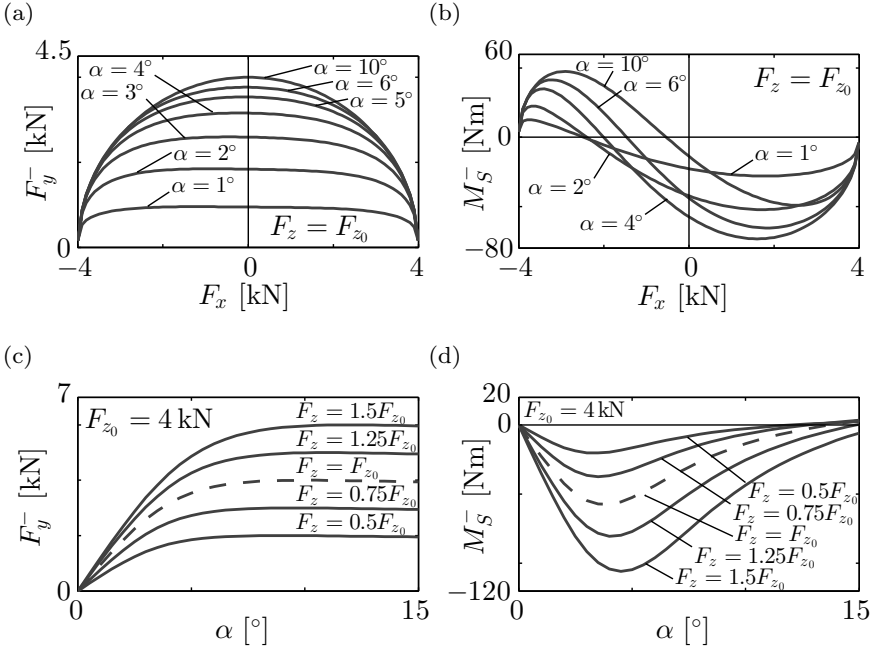 (a)
4.5
α = 4°
α = 3°
α = 10°
α = 6°
α = 5°
α = 2°
α = 1°
F_z = F_{z_0}
F_y^- [kN]
0
−4
0
4
F_x [kN]
(b)
60
α = 10°
α = 6°
F_z = F_{z_0}
0
α = 1°
α = 2°
α = 4°
M_S^- [Nm]
−80
−4
0
4
F_x [kN]
(c)
7
F_{z_0} = 4 kN
F_z = 1.5F_{z_0}
F_z = 1.25F_{z_0}
F_z = F_{z_0}
F_z = 0.75F_{z_0}
F_z = 0.5F_{z_0}
F_y^- [kN]
0
0
15
α [°]
(d)
20
F_{z_0} = 4 kN
0
F_z = 0.5F_{z_0}
F_z = 0.75F_{z_0}
F_z = F_{z_0}
F_z = 1.25F_{z_0}
F_z = 1.5F_{z_0}
M_S^- [Nm]
−120
0
15
α [°]